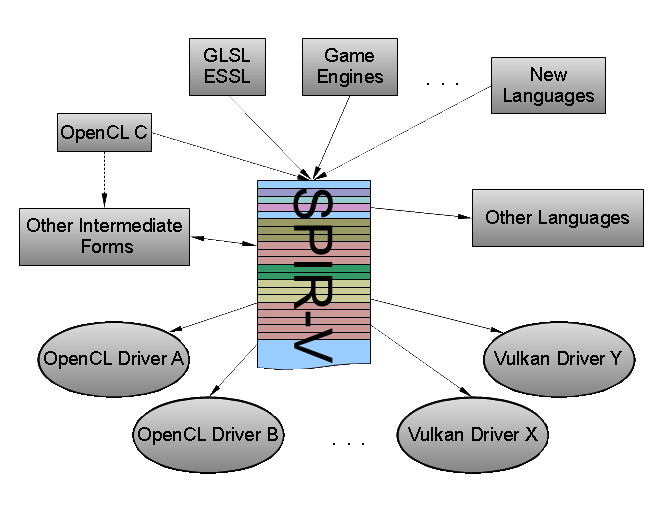 GLSL
ESSL
Game
Engines
. . .
New
Languages
OpenCL C
Other Intermediate
Forms
SPIR-V
Other Languages
OpenCL Driver A
Vulkan Driver Y
OpenCL Driver B
. . .
Vulkan Driver X